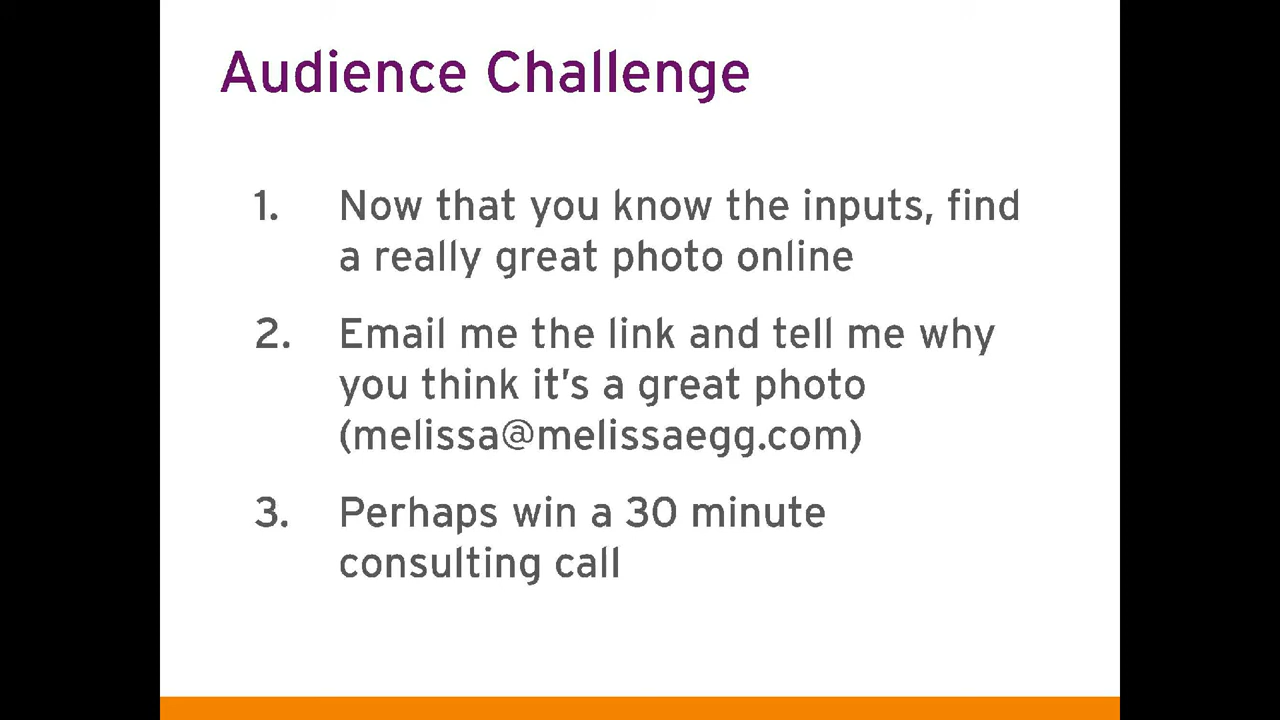 Audience Challenge
1. Now that you know the inputs, find
a really great photo online
2. Email me the link and tell me why
you think it's a great photo
(melissa@melissaegg.com)
3. Perhaps win a 30 minute
consulting call